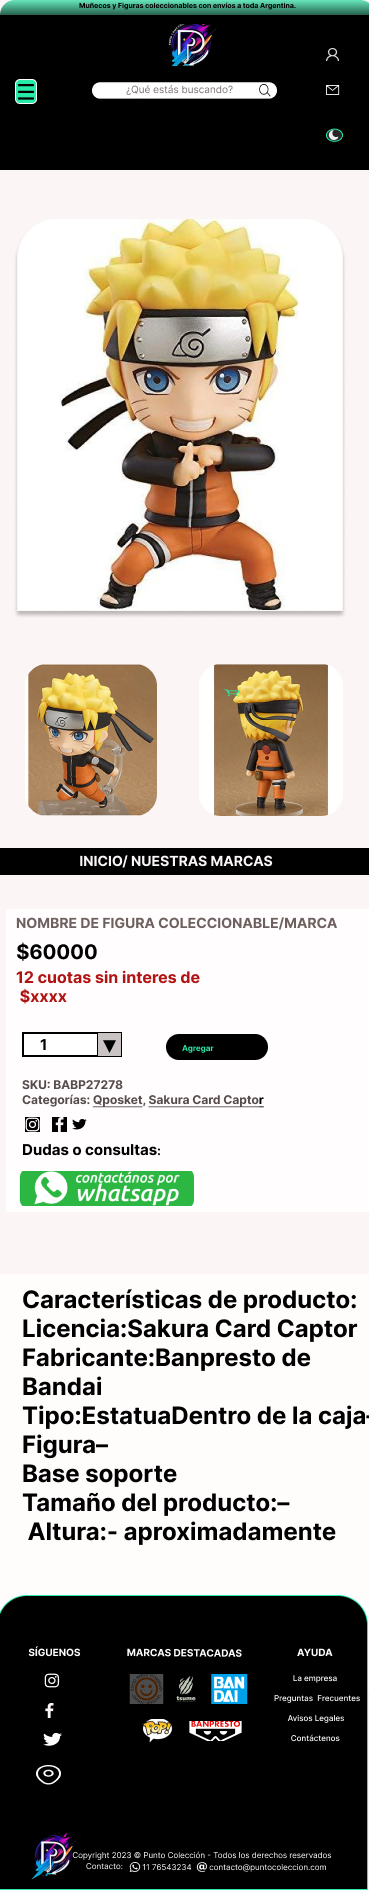 Muñecos y Figuras coleccionables con envíos a toda Argentina.
¿Qué estás buscando?
INICIO/ NUESTRAS MARCAS
NOMBRE DE FIGURA COLECCIONABLE/MARCA
$60000
12 cuotas sin interes de
$xxxx
1
Agregar
SKU: BABP27278
Categorías: Qposket, Sakura Card Captor
Dudas o consultas:
contactános por
whatsapp
Características de producto:
Licencia:Sakura Card Captor
Fabricante:Banpresto de
Bandai
Tipo:EstatuaDentro de la caja-
Figura–
Base soporte
Tamaño del producto:–
Altura:- aproximadamente
SÍGUENOS
MARCAS DESTACADAS
AYUDA
La empresa
Preguntas Frecuentes
Avisos Legales
Contáctenos
tsume
BAN
DAI
POP!
BANPRESTO
Copyright 2023 © Punto Colección - Todos los derechos reservados
Contacto: 11 76543234 @contacto@puntocoleccion.com